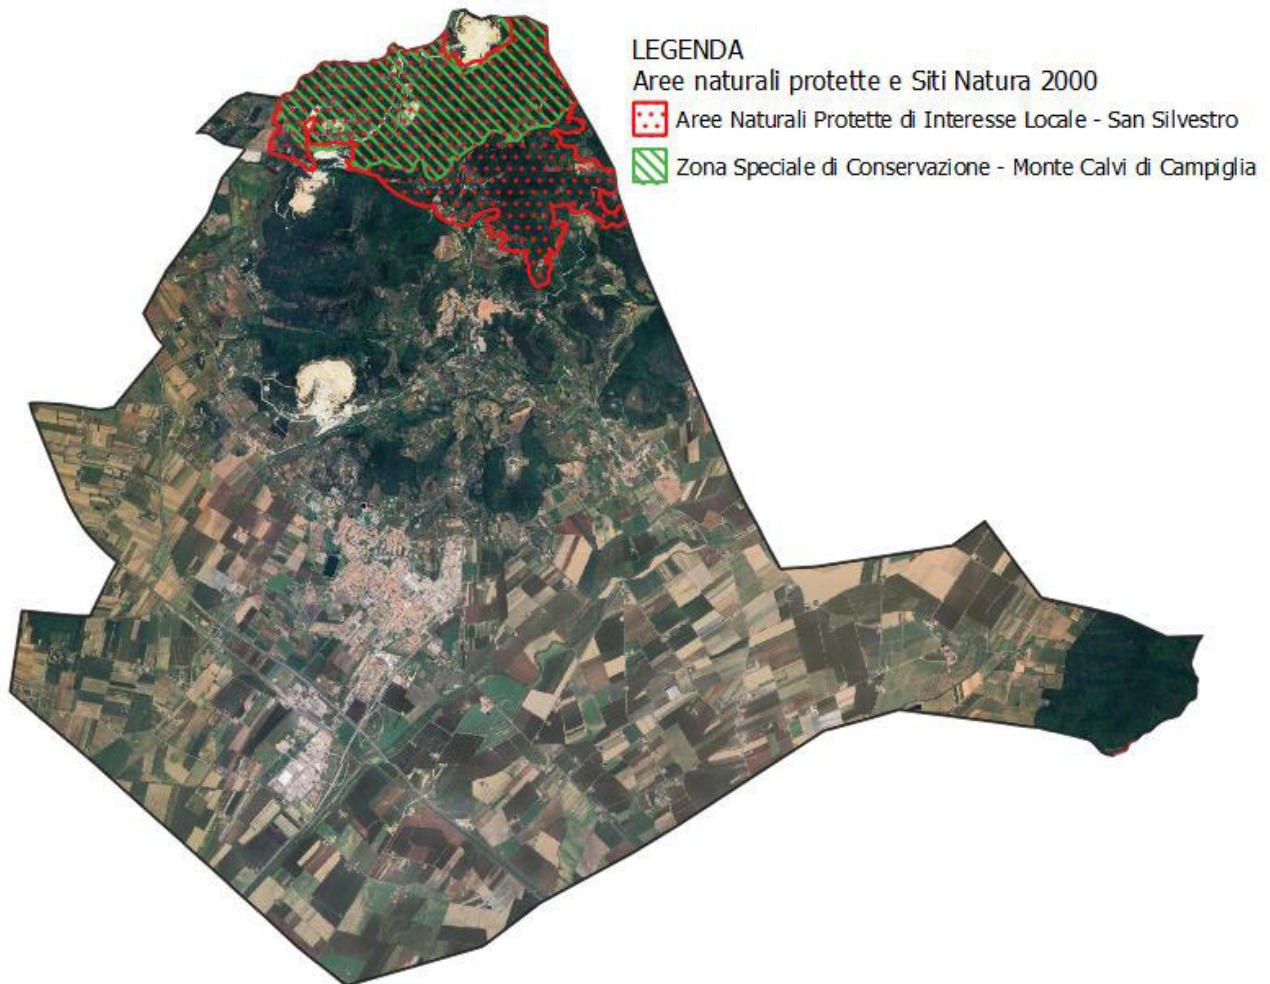 LEGENDA
Aree naturali protette e Siti Natura 2000
Aree Naturali Protette di Interesse Locale - San Silvestro
Zona Speciale di Conservazione - Monte Calvi di Campiglia